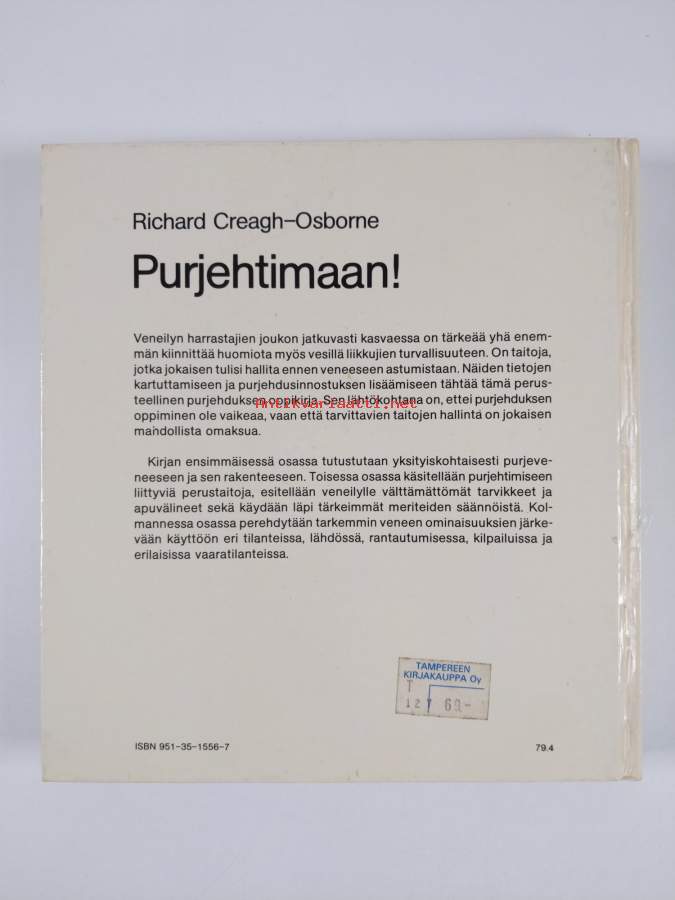 Richard Creagh–Osborne
Purjehtimaan!
Veneilyn harrastajien joukon jatkuvasti kasvaessa on tärkeää yhä enem-
män kiinnittää huomiota myös vesillä liikkujien turvallisuuteen. On taitoja,
jotka jokaisen tulisi hallita ennen veneeseen astumistaan. Näiden tietojen
kartuttamiseen ja purjehdusinnostuksen lisäämiseen tähtää tämä perus-
teellinen purjehduksen oppikirja. Sen lähtökohtana on, ettei purjehduksen
Antikvariaatti.net
oppiminen ole vaikeaa, vaan että tarvittavien taitojen hallinta on jokaisen
mahdollista omaksua.
Kirjan ensimmäisessä osassa tutustutaan yksityiskohtaisesti purjeve-
neeseen ja sen rakenteeseen. Toisessa osassa käsitellään purjehtimiseen
liittyviä perustaitoja, esitellään veneilylle välttämättömät tarvikkeet ja
apuvälineet sekä käydään läpi tärkeimmät meriteiden säännöistä. Kol-
mannessa osassa perehdytään tarkemmin veneen ominaisuuksien järke-
vään käyttöön eri tilanteissa, lähdössä, rantautumisessa, kilpailuissa ja
erilaisissa vaaratilanteissa.
TAMPEREEN
KIRJAKAUPPA Oy
T
12 7 69.-
ISBN 951–35–1556–7
79.4